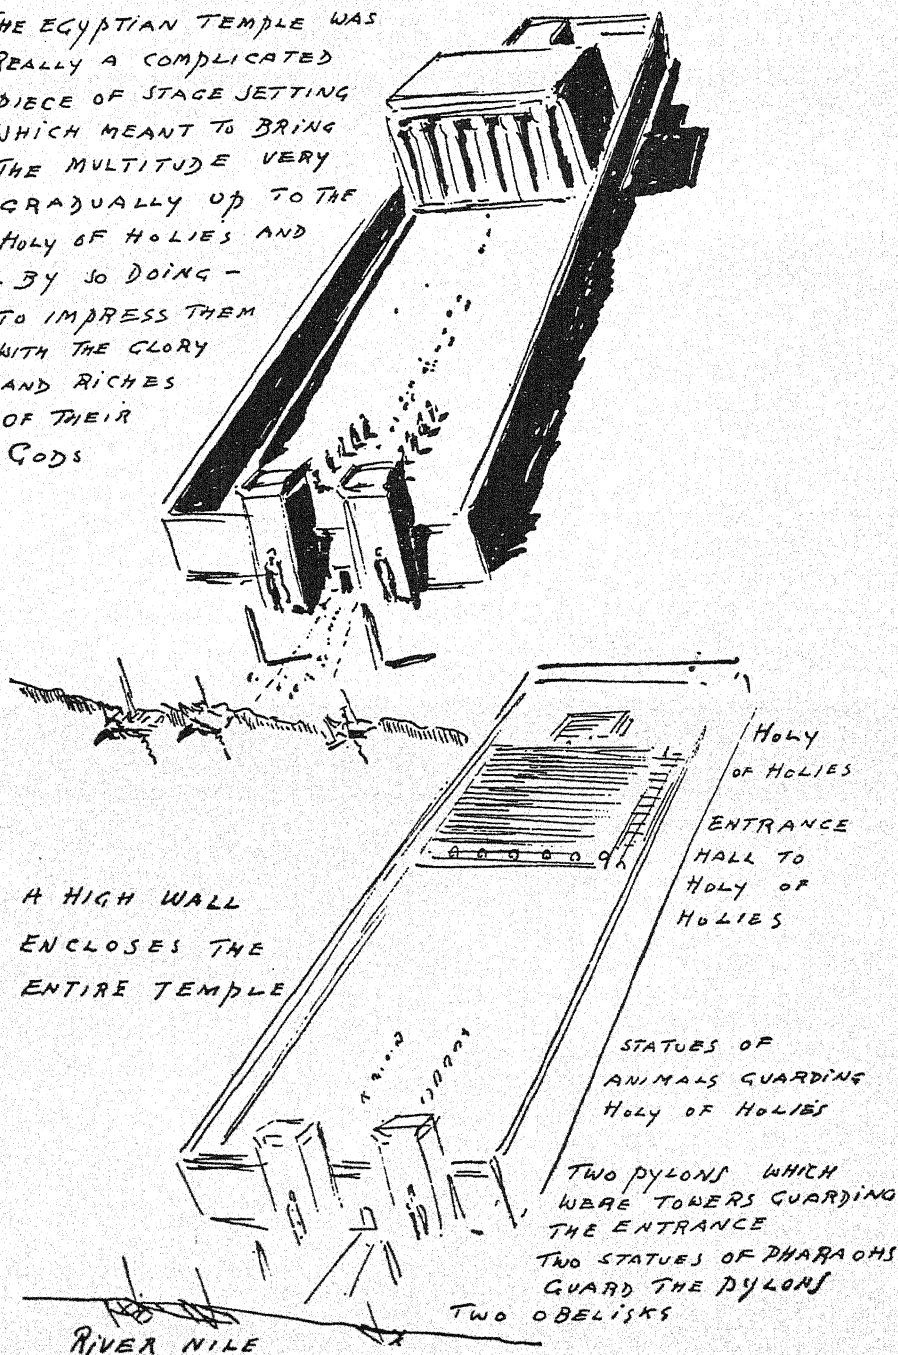 THE EGYPTIAN TEMPLE WAS
REALLY A COMPLICATED
PIECE OF STAGE SETTING
WHICH MEANT TO BRING
THE MULTITUDE VERY
GRADUALLY UP TO THE
HOLY OF HOLIES AND
- BY SO DOING -
TO IMPRESS THEM
WITH THE GLORY
AND RICHES
OF THEIR
GODS
HOLY
OF HOLIES
ENTRANCE
HALL TO
HOLY OF
HOLIES
A HIGH WALL
ENCLOSES THE
ENTIRE TEMPLE
STATUES OF
ANIMALS GUARDING
HOLY OF HOLIES
TWO PYLONS WHICH
WERE TOWERS GUARDING
THE ENTRANCE
TWO STATUES OF PHARAOHS
GUARD THE PYLONS
TWO OBELISKS
RIVER NILE